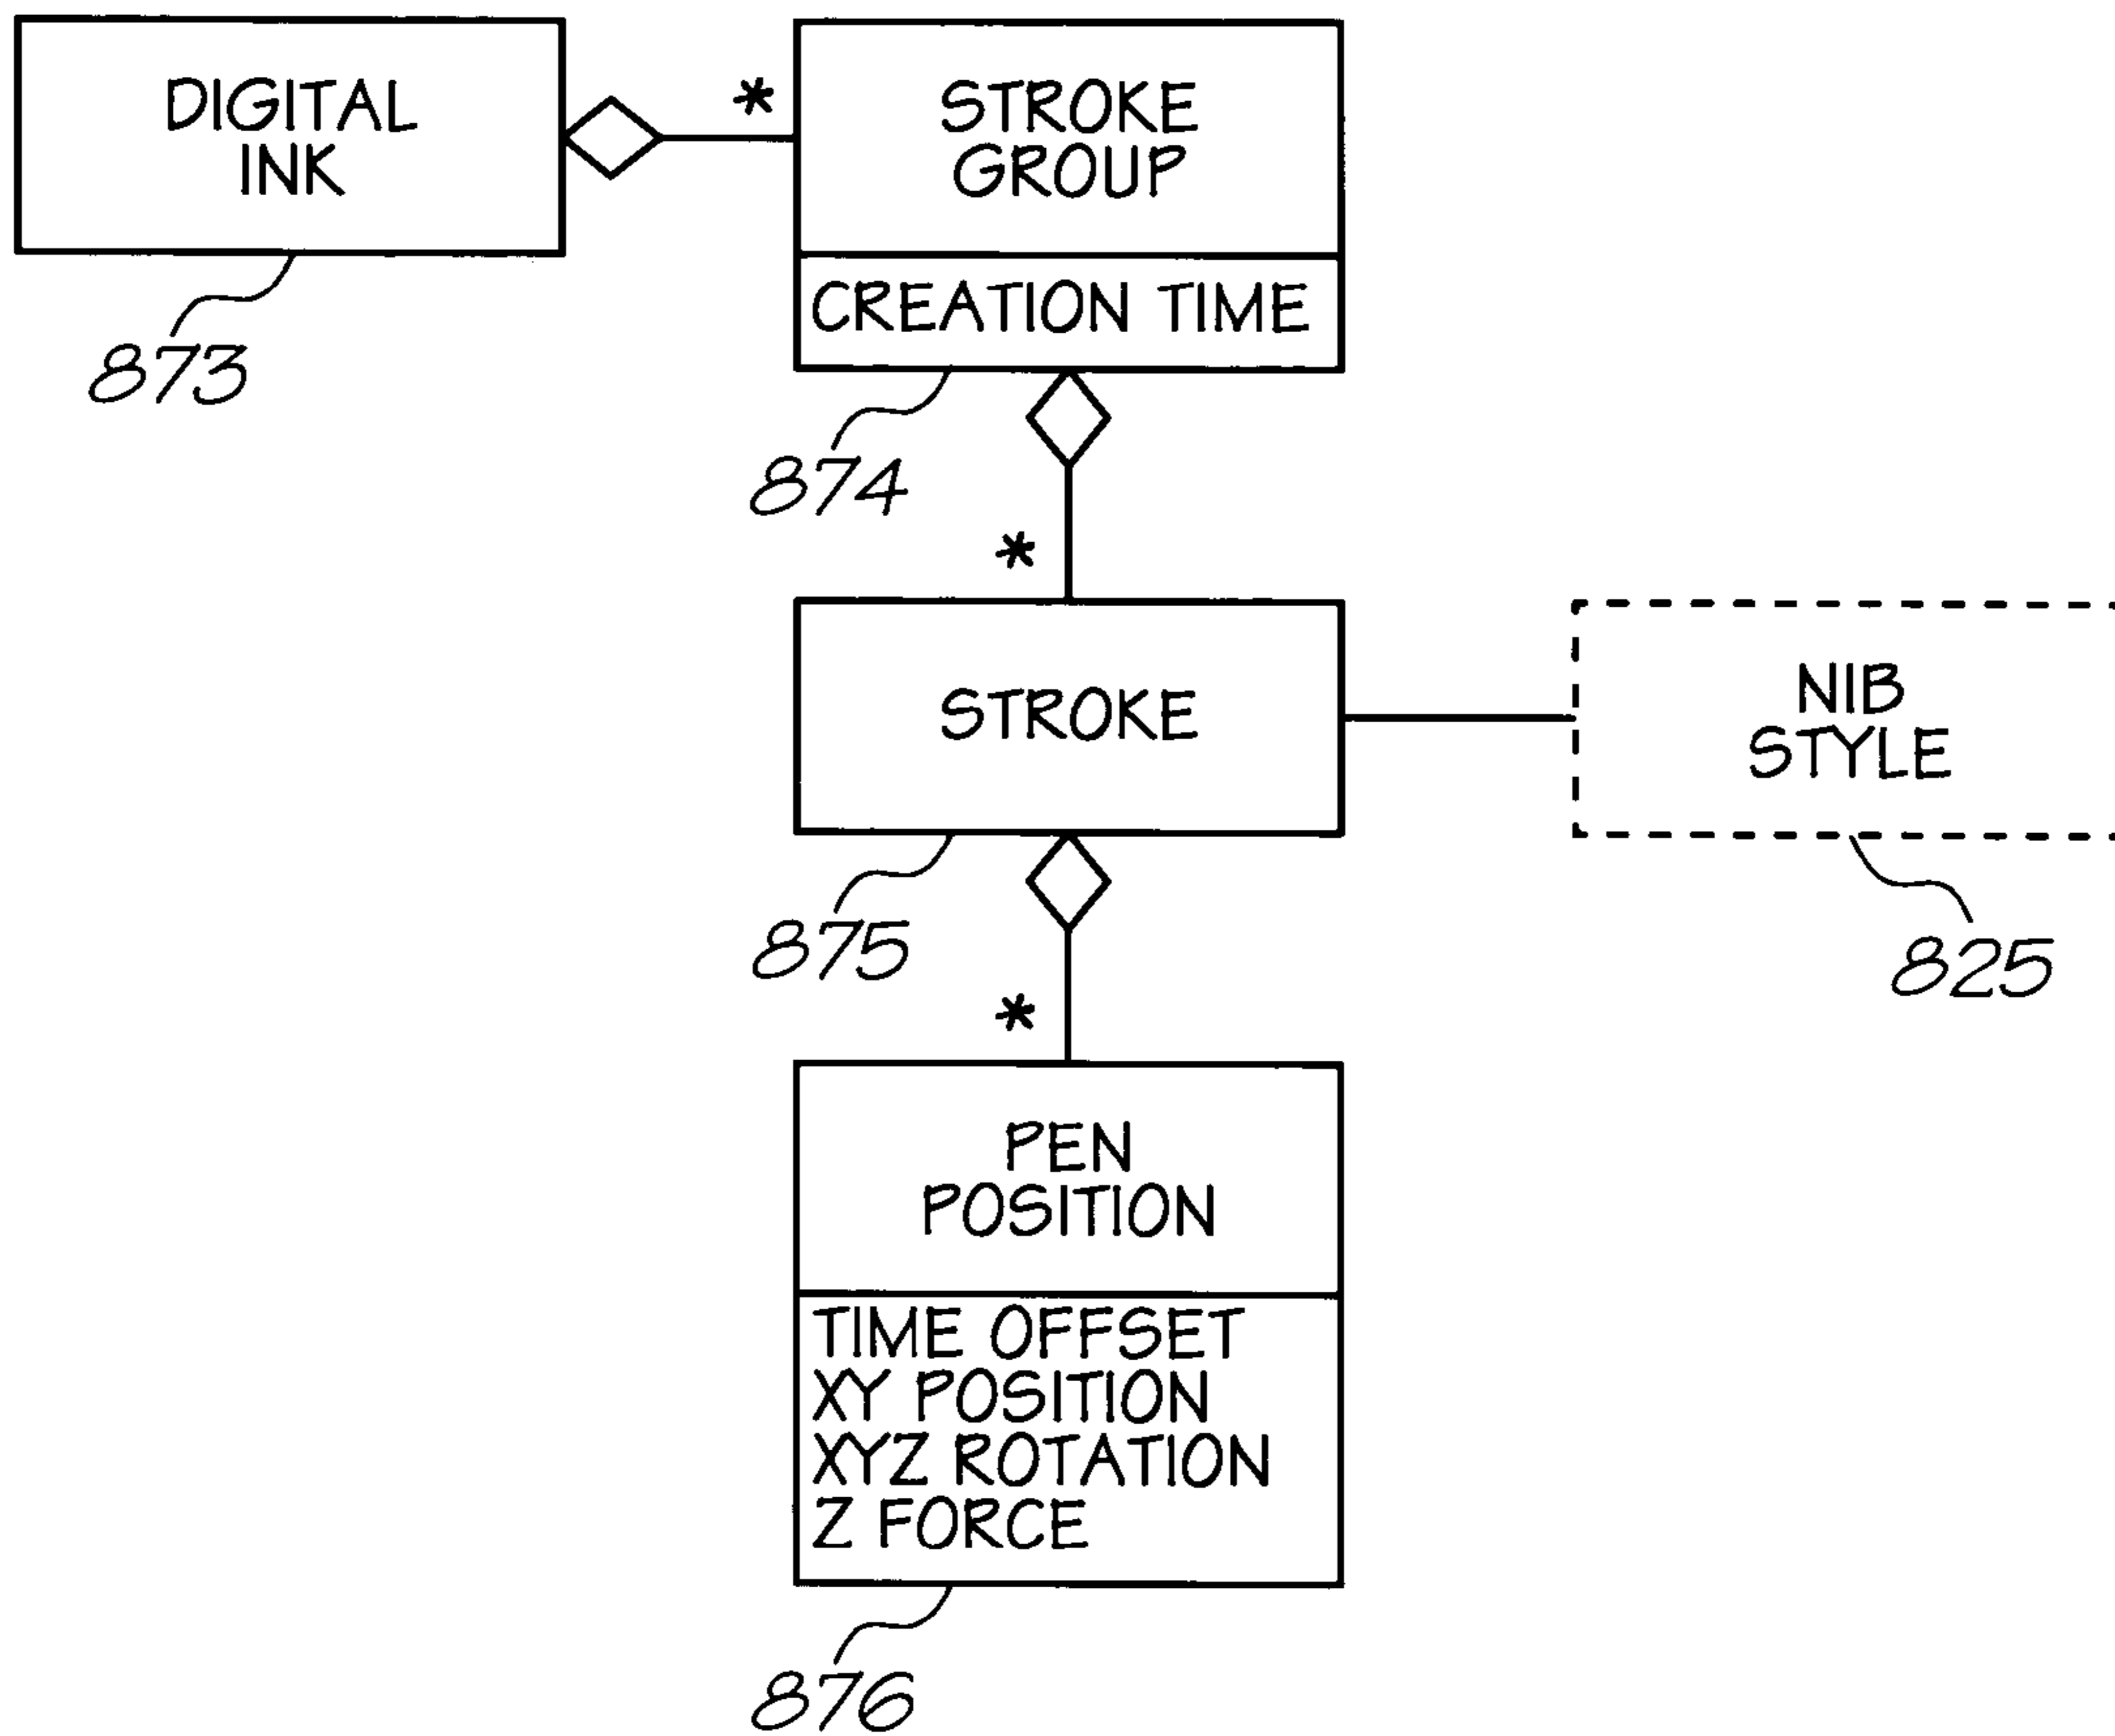 DIGITAL
INK
*
STROKE
GROUP
CREATION TIME
873
874
*
STROKE
NIB
STYLE
875
825
*
PEN
POSITION
TIME OFFSET
XY POSITION
XYZ ROTATION
Z FORCE
876